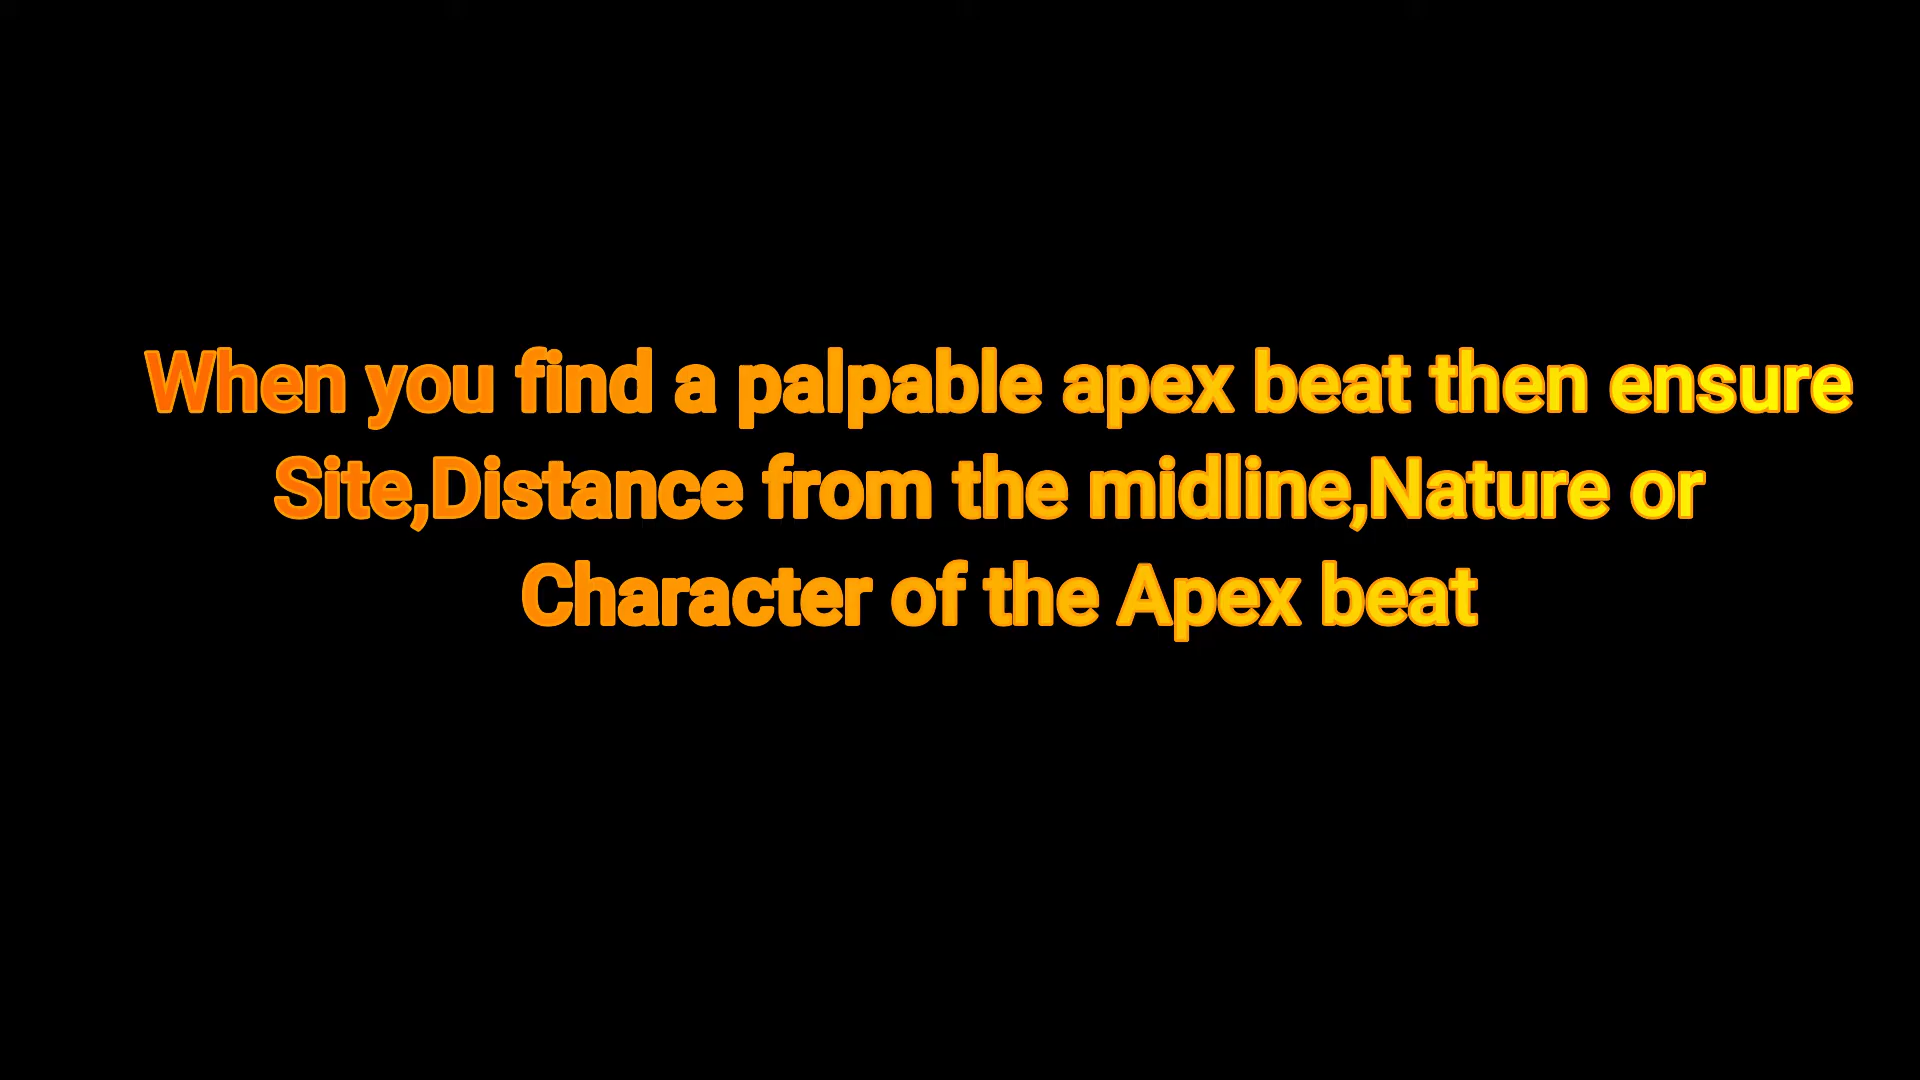 When you find a palpable apex beat then ensure
Site,Distance from the midline,Nature or
Character of the Apex beat